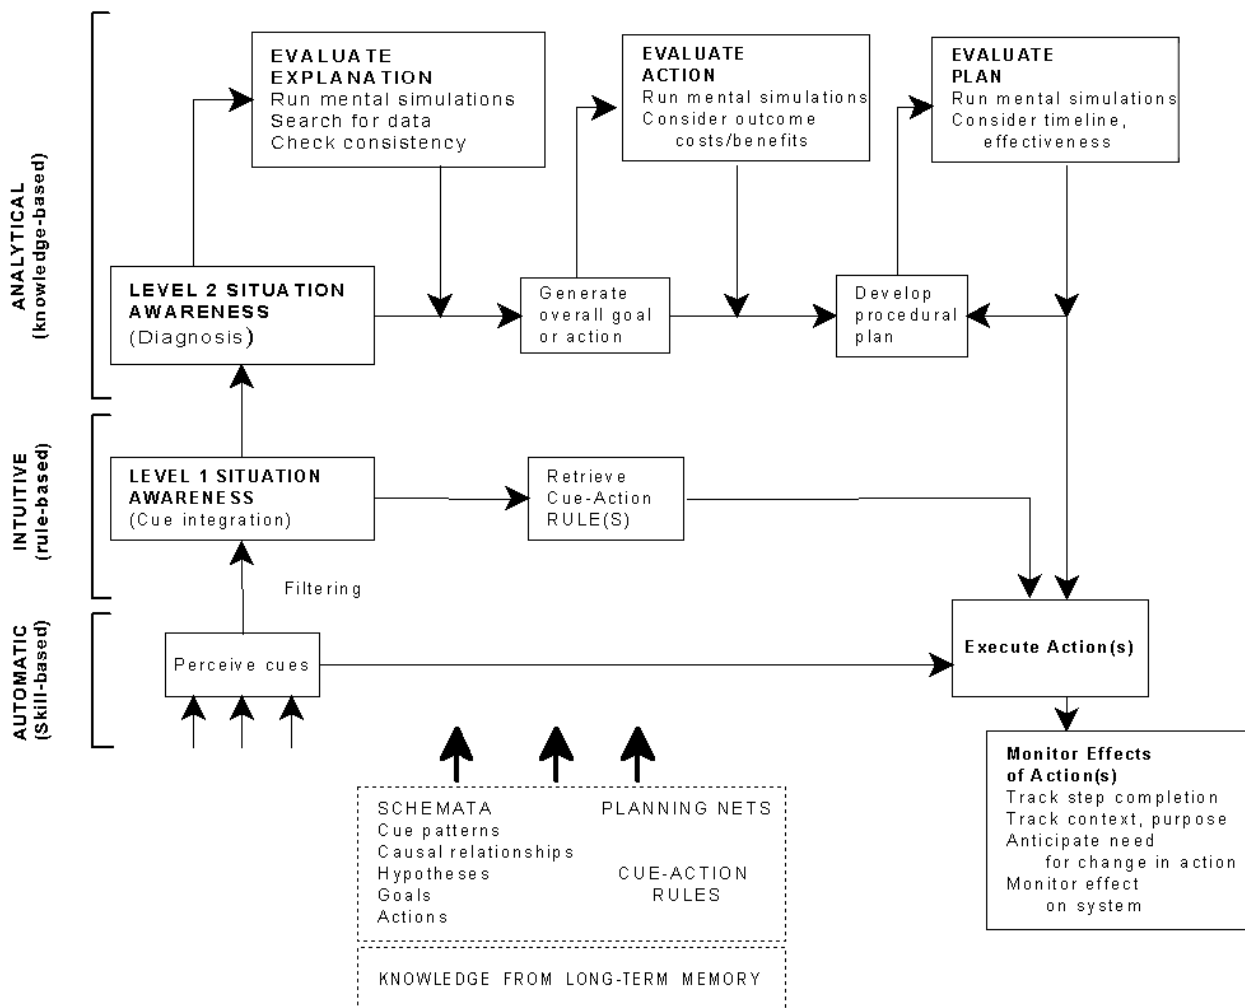 ANALYTICAL
(knowledge-based)
EVALUATE
EXPLANATION
Run mental simulations
Search for data
Check consistency
EVALUATE
ACTION
Run mental simulations
Consider outcome
costs/benefits
EVALUATE
PLAN
Run mental simulations
Consider timeline,
effectiveness
LEVEL 2 SITUATION
AWARENESS
(Diagnosis)
Generate
overall goal
or action
Develop
procedural
plan
INTUITIVE
(rule-based)
LEVEL 1 SITUATION
AWARENESS
(Cue integration)
Retrieve
Cue-Action
RULE(S)
Filtering
AUTOMATIC
(Skill-based)
Perceive cues
Execute Action(s)
Monitor Effects
of Action(s)
Track step completion
Track context, purpose
Anticipate need
for change in action
Monitor effect
on system
SCHEMATA
Cue patterns
Causal relationships
Hypotheses
Goals
Actions
PLANNING NETS
CUE-ACTION
RULES
KNOWLEDGE FROM LONG-TERM MEMORY